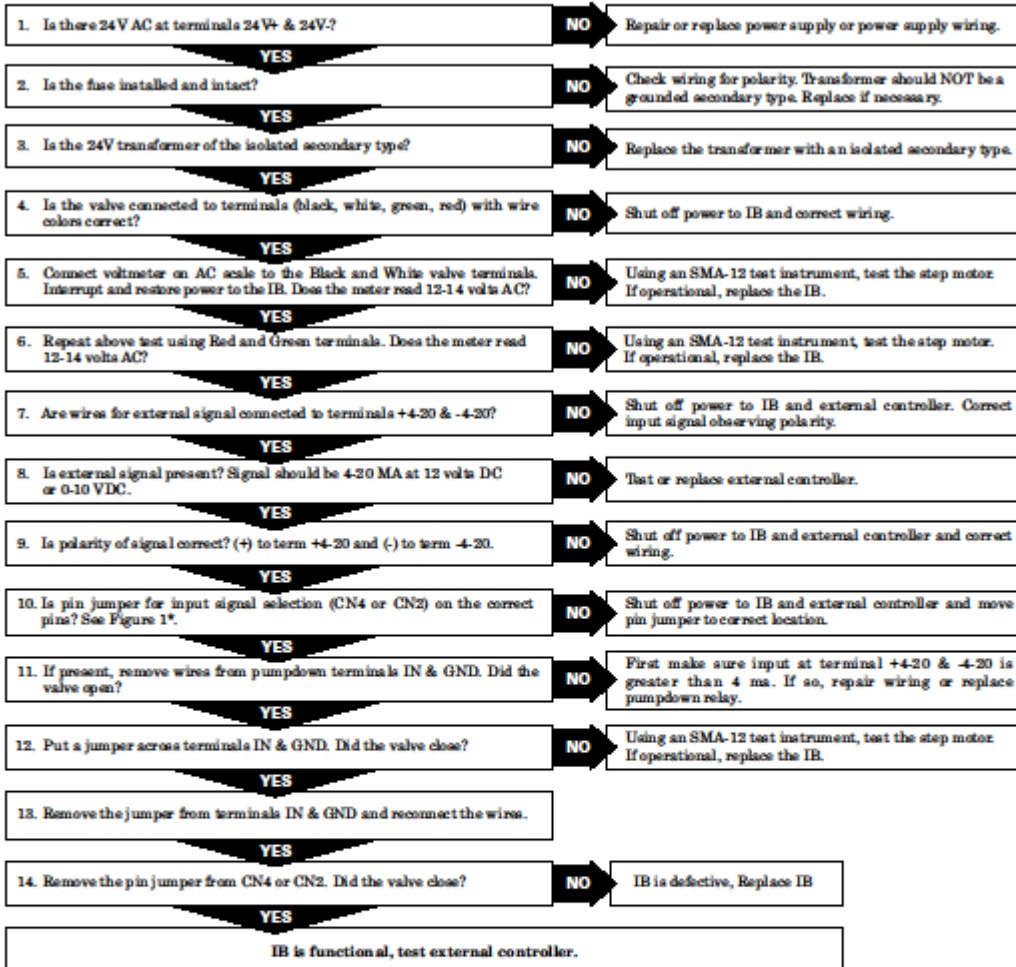 1. Is there 24V AC at terminals 24V+ & 24V-?
NO
Repair or replace power supply or power supply wiring.
YES
2. Is the fuse installed and intact?
NO
Check wiring for polarity. Transformer should NOT be a
grounded secondary type. Replace if necessary.
YES
3. Is the 24V transformer of the isolated secondary type?
NO
Replace the transformer with an isolated secondary type.
YES
4. Is the valve connected to terminals (black, white, green, red) with wire
colors correct?
NO
Shut off power to IB and correct wiring.
YES
5. Connect voltmeter on AC scale to the Black and White valve terminals.
Interrupt and restore power to the IB. Does the meter read 12-14 volts AC?
NO
Using an SMA-12 test instrument, test the step motor.
If operational, replace the IB.
YES
6. Repeat above test using Red and Green terminals. Does the meter read
12-14 volts AC?
NO
Using an SMA-12 test instrument, test the step motor.
If operational, replace the IB.
YES
7. Are wires for external signal connected to terminals +4-20 & -4-20?
NO
Shut off power to IB and external controller. Correct
input signal observing polarity.
YES
8. Is external signal present? Signal should be 4-20 MA at 12 volts DC
or 0-10 VDC.
NO
Test or replace external controller.
YES
9. Is polarity of signal correct? (+) to term +4-20 and (-) to term -4-20.
NO
Shut off power to IB and external controller and correct
wiring.
YES
10. Is pin jumper for input signal selection (CN4 or CN2) on the correct
pins? See Figure 1*.
NO
Shut off power to IB and external controller and move
pin jumper to correct location.
YES
11. If present, remove wires from pumpdown terminals IN & GND. Did the
valve open?
NO
First make sure input at terminal +4-20 & -4-20 is
greater than 4 ma. If so, repair wiring or replace
pumpdown relay.
YES
12. Put a jumper across terminals IN & GND. Did the valve close?
NO
Using an SMA-12 test instrument, test the step motor.
If operational, replace the IB.
YES
13. Remove the jumper from terminals IN & GND and reconnect the wires.
YES
14. Remove the pin jumper from CN4 or CN2. Did the valve close?
NO
IB is defective, Replace IB
YES
IB is functional, test external controller.